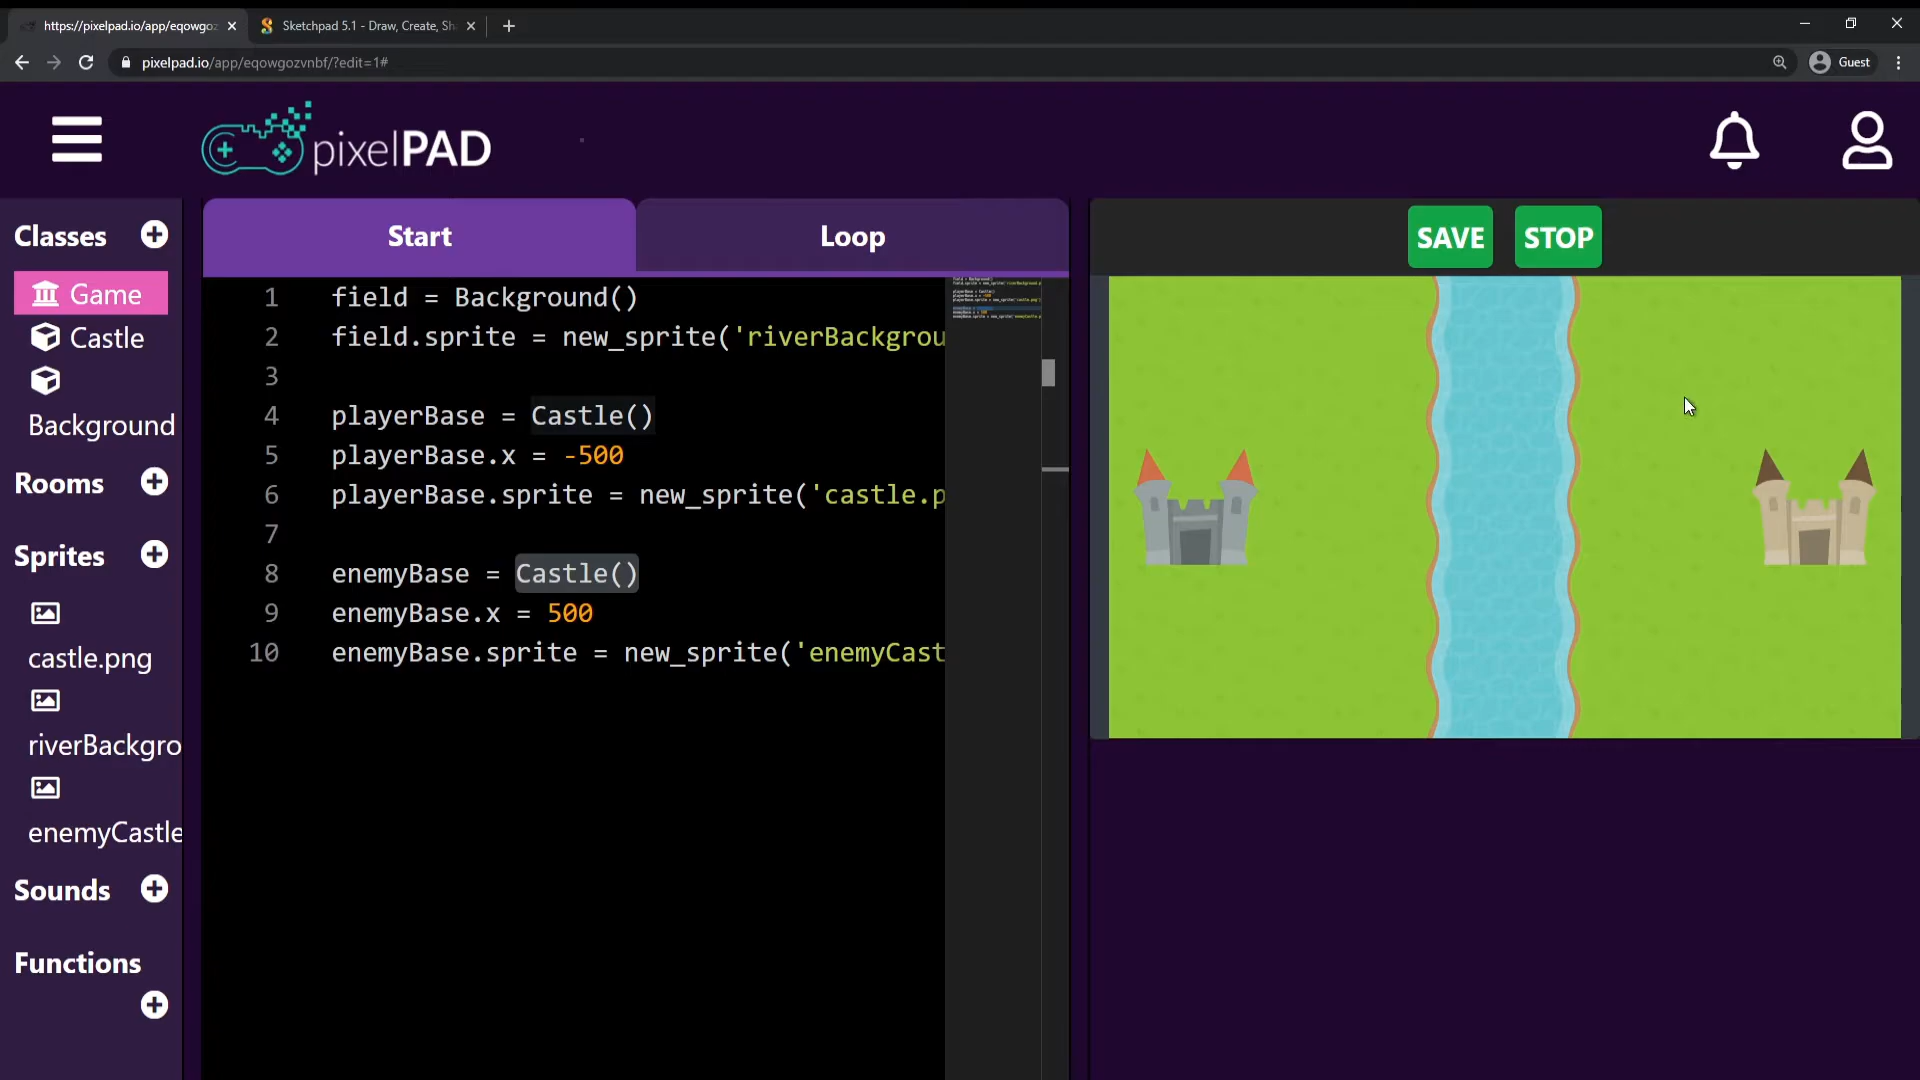 https://pixelpad.io/app/eqowgoz
Sketchpad 5.1 - Draw, Create, Sh
pixelpad.io/app/eqowgozvnbf/?edit=1#
Guest
pixelPAD
Classes
Game
Castle
Background
Rooms
Sprites
castle.png
riverBackgro
enemyCastle
Sounds
Functions
Start
Loop
1 field = Background()
2 field.sprite = new_sprite('riverBackgrou
3
4 playerBase = Castle()
5 playerBase.x = -500
6 playerBase.sprite = new_sprite('castle.p
7
8 enemyBase = Castle()
9 enemyBase.x = 500
10 enemyBase.sprite = new_sprite('enemyCast
SAVE
STOP